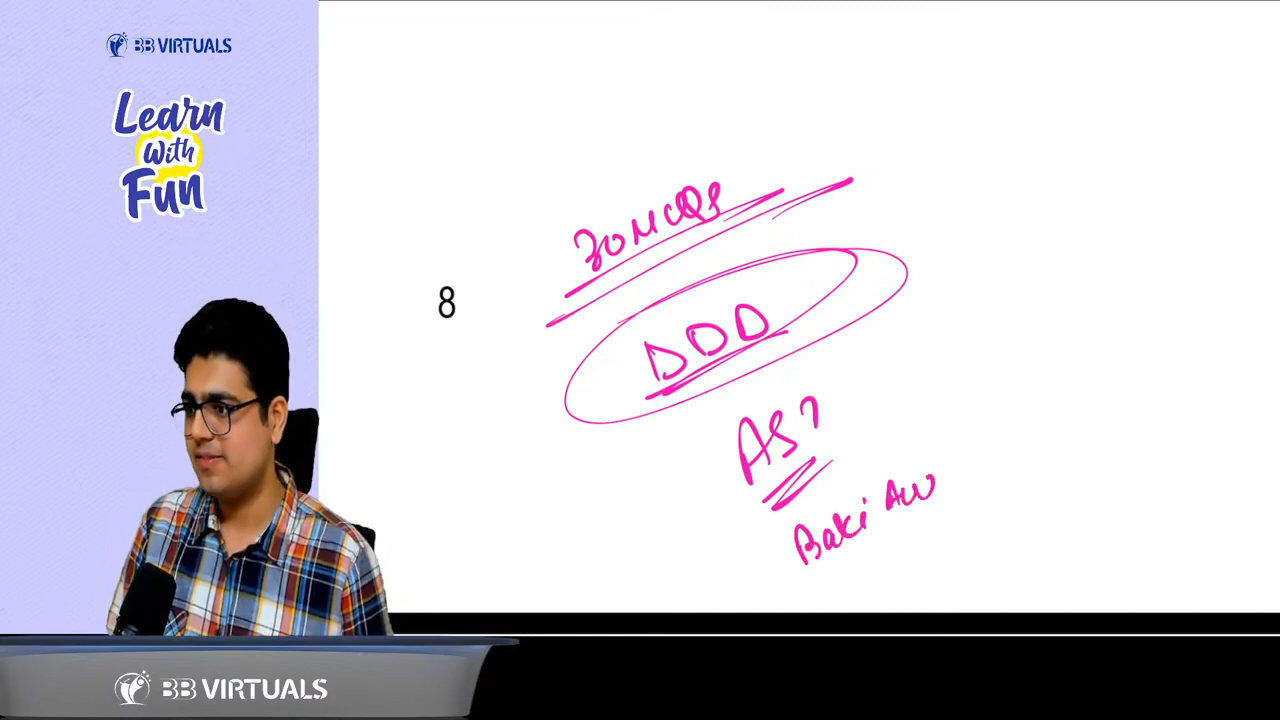 BB VIRTUALS
Learn
With
Fun
30 MCQs
8
DDD
AS ?
Baki Aw
BB VIRTUALS